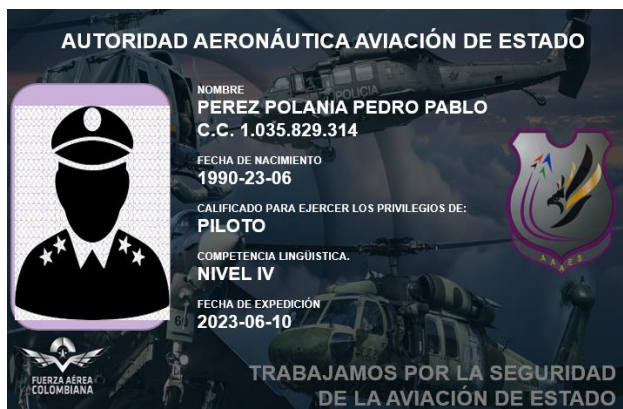 AUTORIDAD AERONÁUTICA AVIACIÓN DE ESTADO
NOMBRE
PEREZ POLANIA PEDRO PABLO
C.C. 1.035.829.314
FECHA DE NACIMIENTO
1990-23-06
CALIFICADO PARA EJERCER LOS PRIVILEGIOS DE:
PILOTO
COMPETENCIA LINGÜISTICA.
NIVEL IV
FECHA DE EXPEDICIÓN
2023-06-10
POLICIA
A A A E S
FUERZA AÉREA
COLOMBIANA
TRABAJAMOS POR LA SEGURIDAD
DE LA AVIACIÓN DE ESTADO